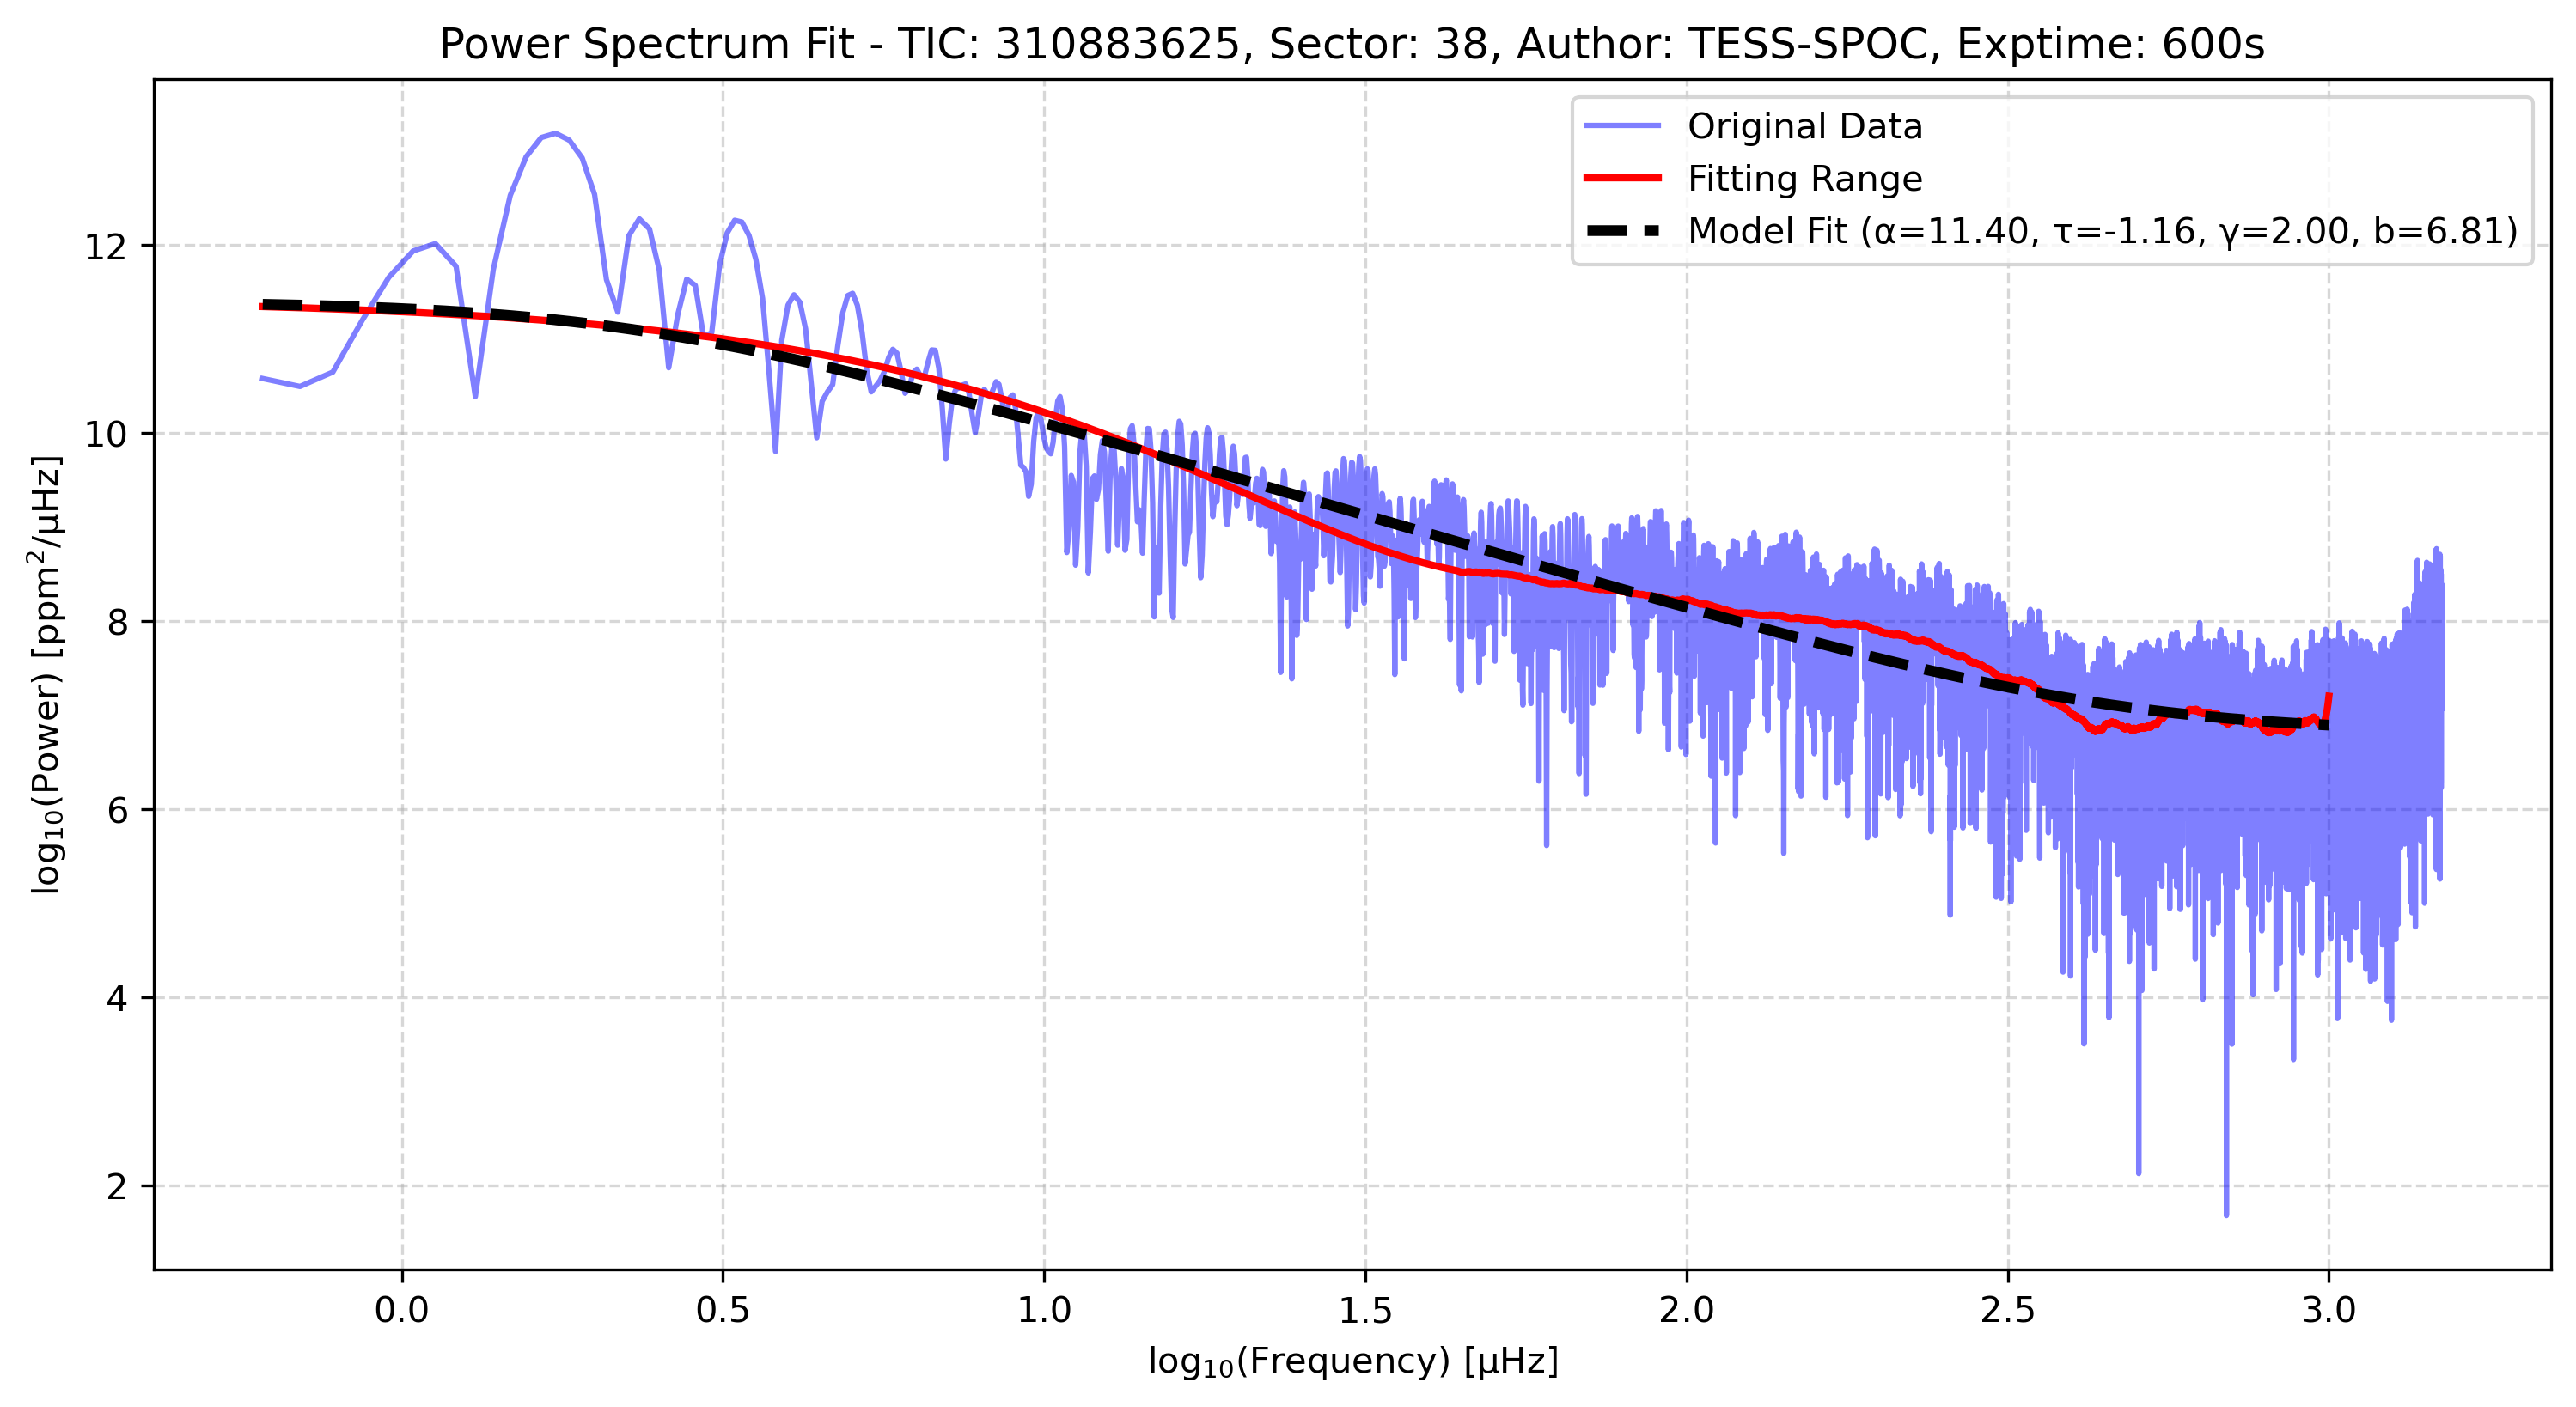 Power Spectrum Fit - TIC: 310883625, Sector: 38, Author: TESS-SPOC, Exptime: 600s
Original Data
Fitting Range
Model Fit (α=11.40, τ=-1.16, γ=2.00, b=6.81)
log₁₀(Power) [ppm²/μHz]
12
10
8
6
4
2
0.0 0.5 1.0 1.5 2.0 2.5 3.0
log₁₀(Frequency) [μHz]